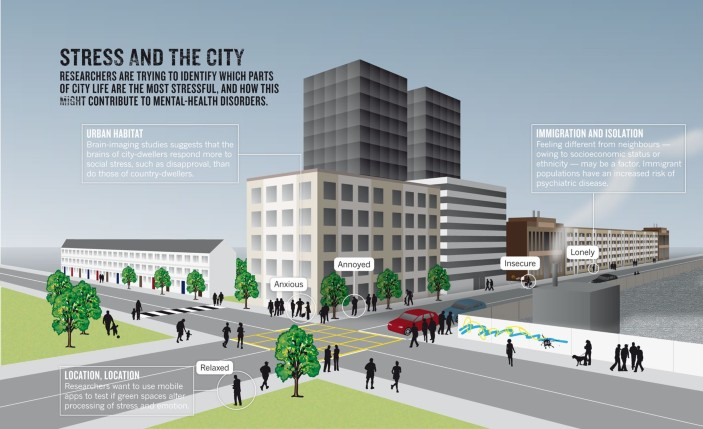 STRESS AND THE CITY
RESEARCHERS ARE TRYING TO IDENTIFY WHICH PARTS
OF CITY LIFE ARE THE MOST STRESSFUL, AND HOW THIS
MIGHT CONTRIBUTE TO MENTAL-HEALTH DISORDERS.
URBAN HABITAT
Brain-imaging studies suggests that the
brains of city-dwellers respond more to
social stress, such as disapproval, than
do those of country-dwellers.
IMMIGRATION AND ISOLATION
Feeling different from neighbours —
owing to socioeconomic status or
ethnicity — may be a factor. Immigrant
populations have an increased risk of
psychiatric disease.
Lonely
Insecure
Annoyed
Anxious
Relaxed
LOCATION, LOCATION
Researchers want to use mobile
apps to test if green spaces alter
processing of stress and emotion.